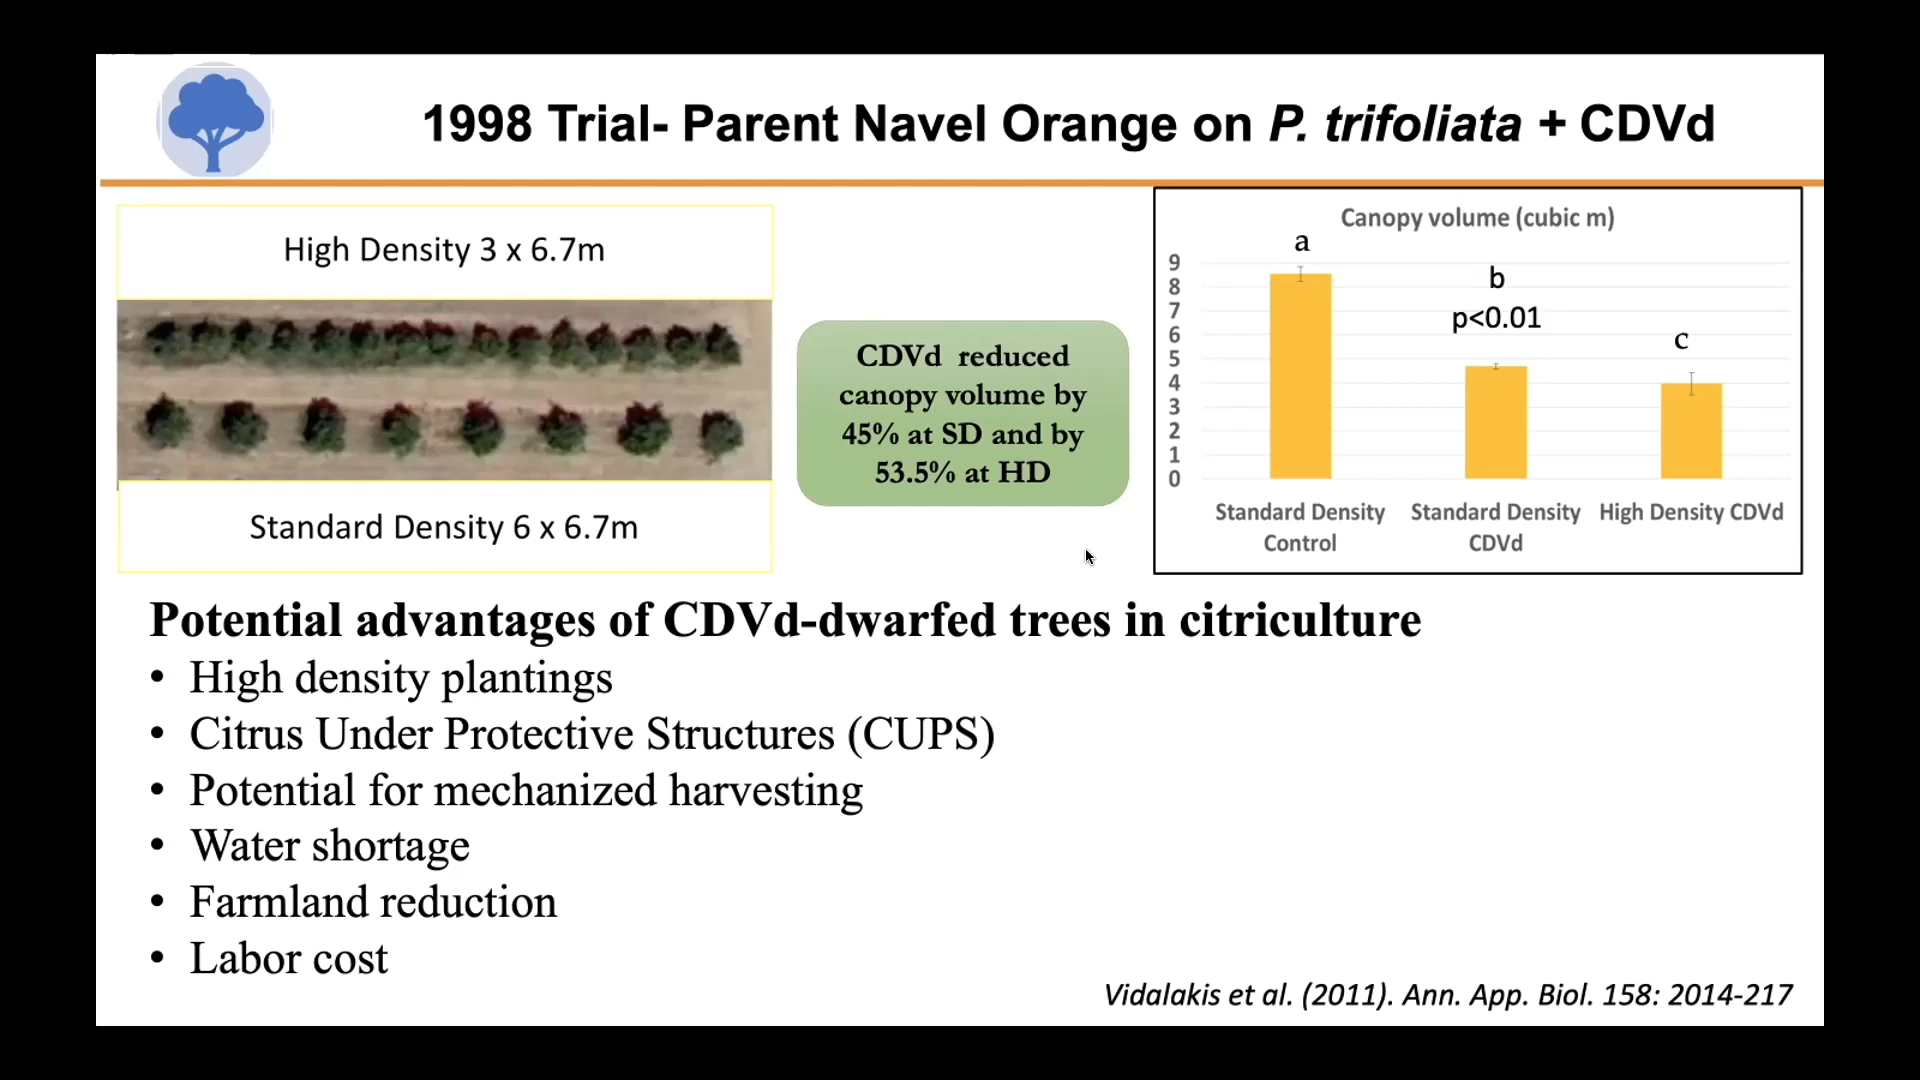 1998 Trial- Parent Navel Orange on P. trifoliata + CDVd
High Density 3 x 6.7m
Standard Density 6 x 6.7m
CDVd reduced
canopy volume by
45% at SD and by
53.5% at HD
Canopy volume (cubic m)
a
b
p<0.01
c
9
8
7
6
5
4
3
2
1
0
Standard Density
Control
Standard Density
CDVd
High Density CDVd
Potential advantages of CDVd-dwarfed trees in citriculture
• High density plantings
• Citrus Under Protective Structures (CUPS)
• Potential for mechanized harvesting
• Water shortage
• Farmland reduction
• Labor cost
Vidalakis et al. (2011). Ann. App. Biol. 158: 2014-217